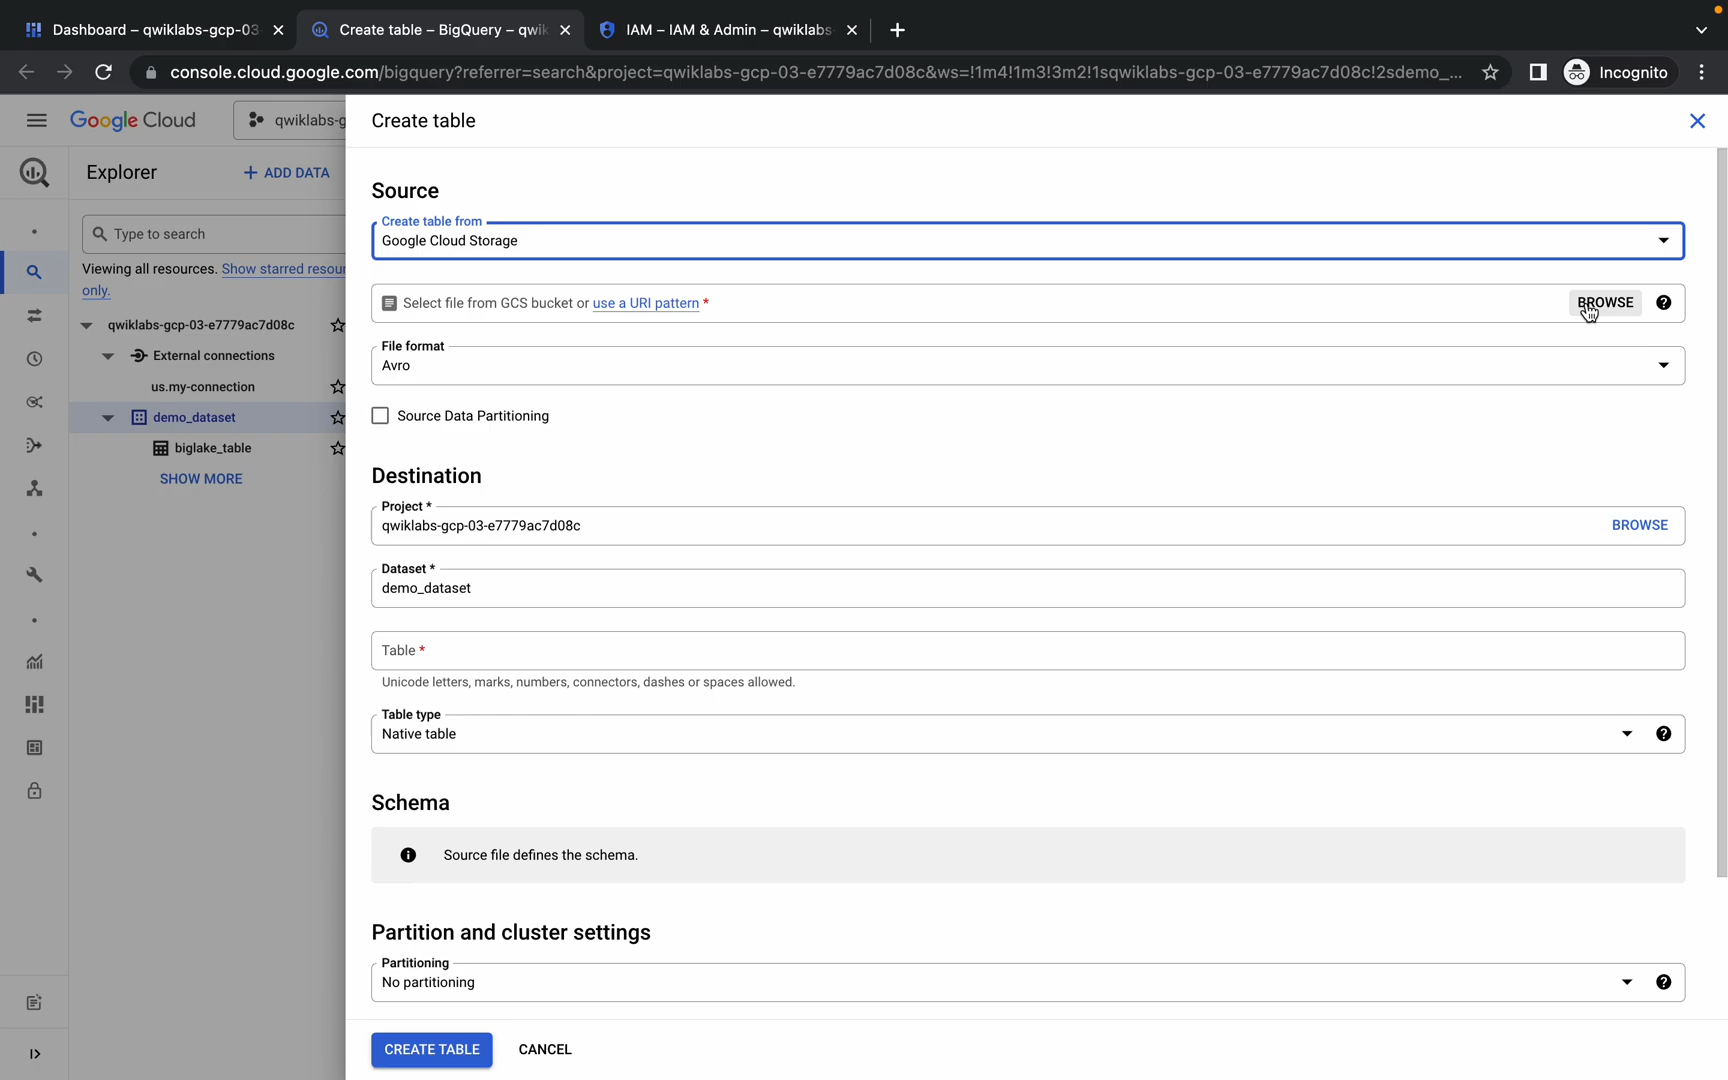 Dashboard – qwiklabs-gcp-03-
Create table – BigQuery – qwik
IAM – IAM & Admin – qwiklabs-
console.cloud.google.com/bigquery?referrer=search&project=qwiklabs-gcp-03-e7779ac7d08c&ws=!1m4!1m3!3m2!1sqwiklabs-gcp-03-e7779ac7d08c!2sdemo_...
Incognito
Google Cloud
qwiklabs-g
Explorer
+ ADD DATA
Type to search
Viewing all resources. Show starred resour
only.
qwiklabs-gcp-03-e7779ac7d08c
External connections
us.my-connection
demo_dataset
biglake_table
SHOW MORE
Create table
Source
Create table from
Google Cloud Storage
Select file from GCS bucket or use a URI pattern *
BROWSE
File format
Avro
Source Data Partitioning
Destination
Project *
qwiklabs-gcp-03-e7779ac7d08c
BROWSE
Dataset *
demo_dataset
Table *
Unicode letters, marks, numbers, connectors, dashes or spaces allowed.
Table type
Native table
Schema
Source file defines the schema.
Partition and cluster settings
Partitioning
No partitioning
CREATE TABLE
CANCEL